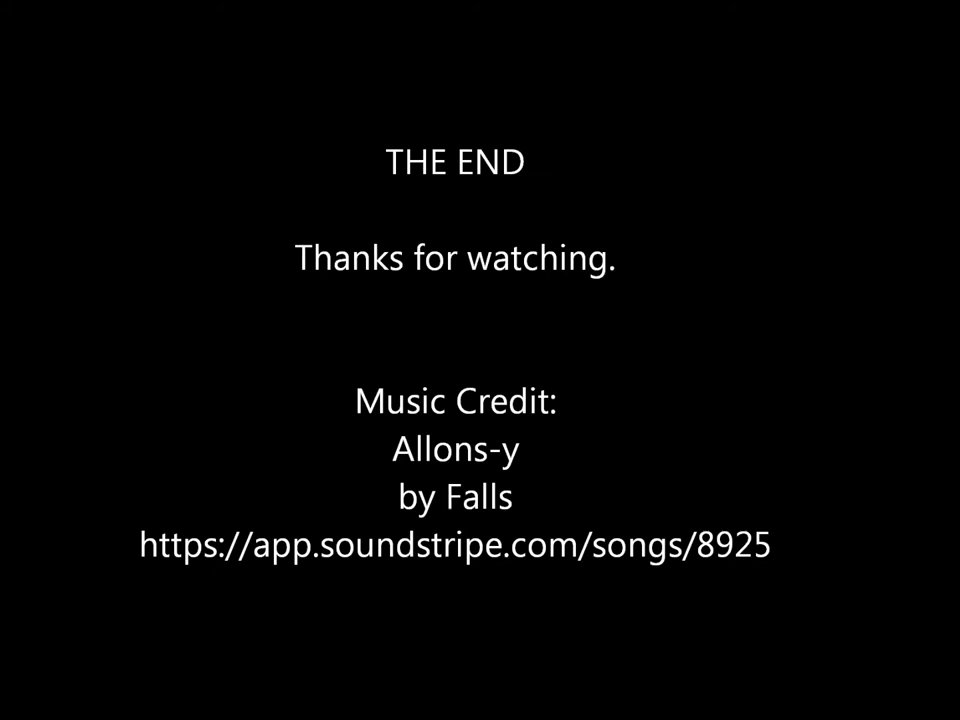 THE END
Thanks for watching.
Music Credit:
Allons-y
by Falls
https://app.soundstripe.com/songs/8925